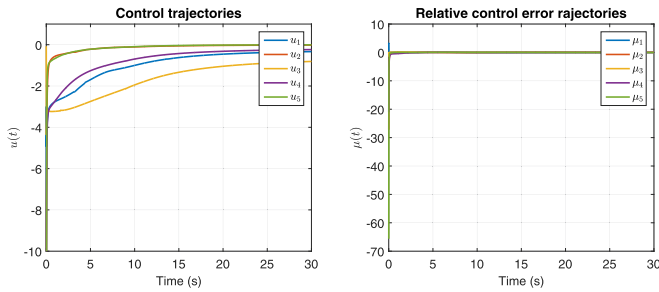 Control trajectories
u(t)
0
-2
-4
-6
-8
-10
0 5 10 15 20 25 30
Time (s)
u₁
u₂
u₃
u₄
u₅
Relative control error rajectories
μ(t)
10
0
-10
-20
-30
-40
-50
-60
-70
0 5 10 15 20 25 30
Time (s)
μ₁
μ₂
μ₃
μ₄
μ₅